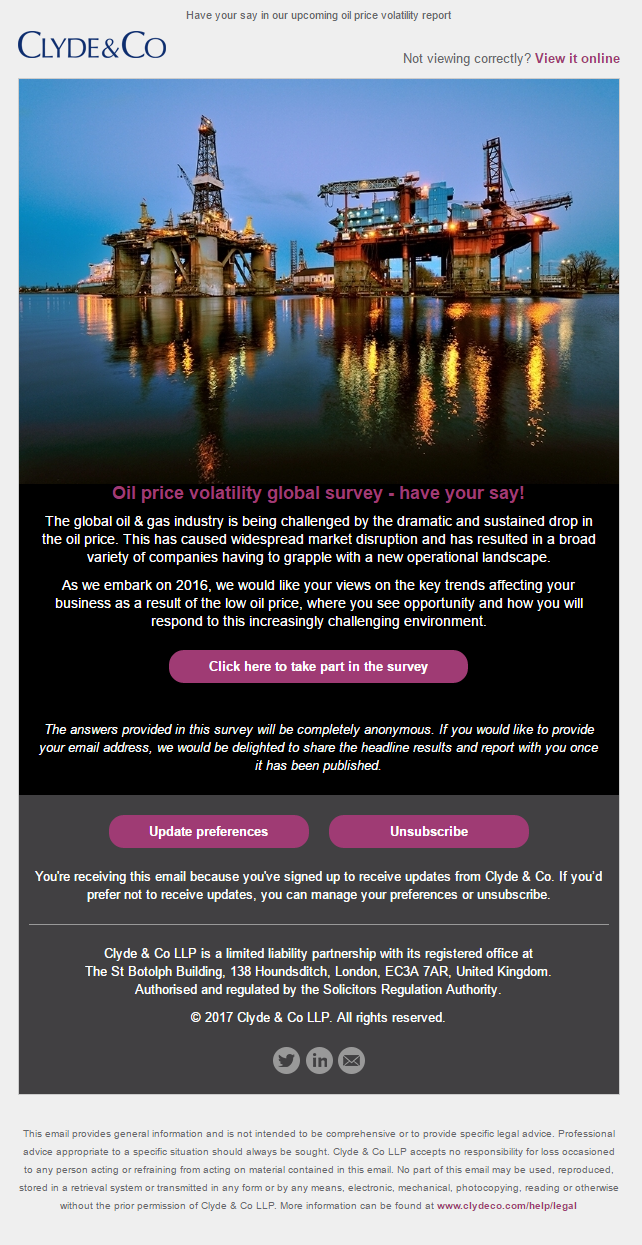 Have your say in our upcoming oil price volatility report
CLYDE&CO
Not viewing correctly? View it online
Oil price volatility global survey - have your say!
The global oil & gas industry is being challenged by the dramatic and sustained drop in
the oil price. This has caused widespread market disruption and has resulted in a broad
variety of companies having to grapple with a new operational landscape.
As we embark on 2016, we would like your views on the key trends affecting your
business as a result of the low oil price, where you see opportunity and how you will
respond to this increasingly challenging environment.
Click here to take part in the survey
The answers provided in this survey will be completely anonymous. If you would like to provide
your email address, we would be delighted to share the headline results and report with you once
it has been published.
Update preferences
Unsubscribe
You're receiving this email because you've signed up to receive updates from Clyde & Co. If you'd
prefer not to receive updates, you can manage your preferences or unsubscribe.
Clyde & Co LLP is a limited liability partnership with its registered office at
The St Botolph Building, 138 Houndsditch, London, EC3A 7AR, United Kingdom.
Authorised and regulated by the Solicitors Regulation Authority.
© 2017 Clyde & Co LLP. All rights reserved.
in
This email provides general information and is not intended to be comprehensive or to provide specific legal advice. Professional
advice appropriate to a specific situation should always be sought. Clyde & Co LLP accepts no responsibility for loss occasioned
to any person acting or refraining from acting on material contained in this email. No part of this email may be used, reproduced,
stored in a retrieval system or transmitted in any form or by any means, electronic, mechanical, photocopying, reading or otherwise
without the prior permission of Clyde & Co LLP. More information can be found at www.clydeco.com/help/legal